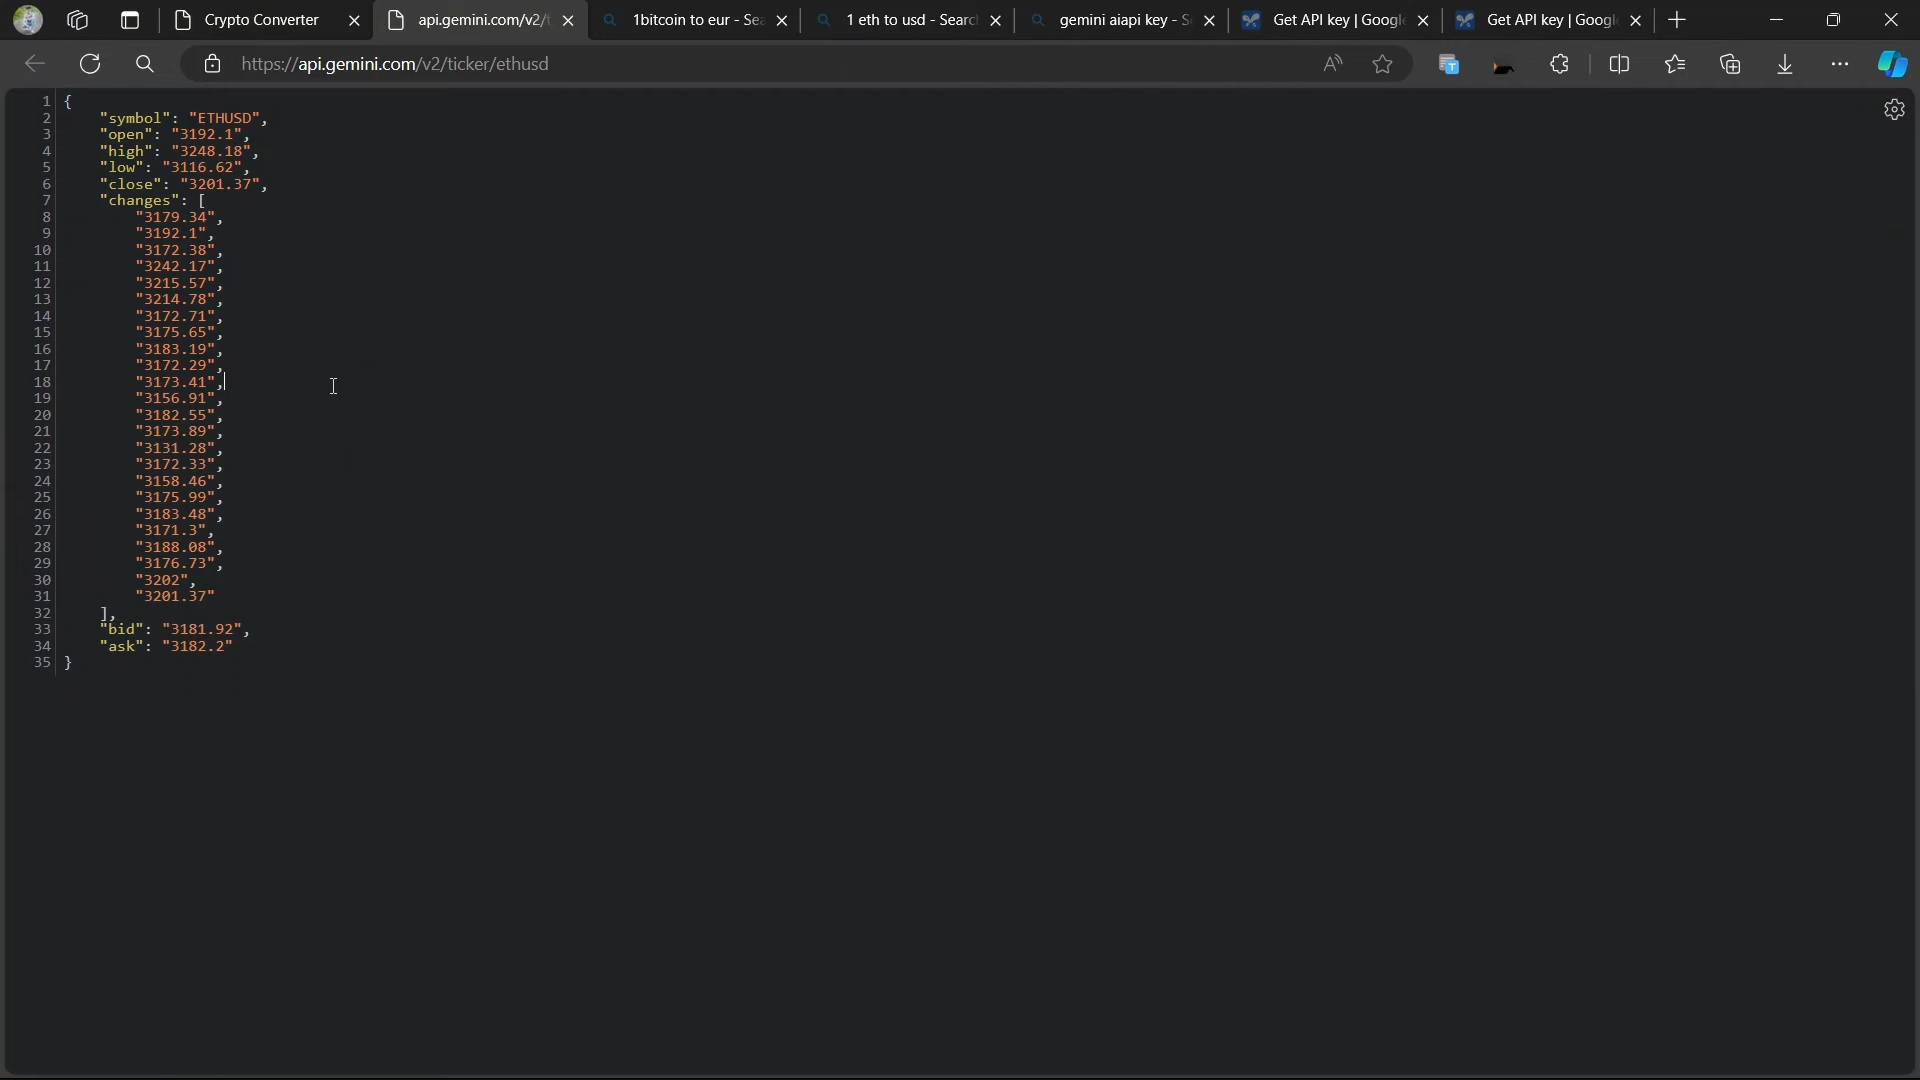 Crypto Converter
api.gemini.com/v2/t
1bitcoin to eur - Sea
1 eth to usd - Search
gemini aiapi key - S
Get API key | Google
Get API key | Google
https://api.gemini.com/v2/ticker/ethusd
1 {
2 "symbol": "ETHUSD",
3 "open": "3192.1",
4 "high": "3248.18",
5 "low": "3116.62",
6 "close": "3201.37",
7 "changes": [
8 "3179.34",
9 "3192.1",
10 "3172.38",
11 "3242.17",
12 "3215.57",
13 "3214.78",
14 "3172.71",
15 "3175.65",
16 "3183.19",
17 "3172.29",
18 "3173.41",
19 "3156.91",
20 "3182.55",
21 "3173.89",
22 "3131.28",
23 "3172.33",
24 "3158.46",
25 "3175.99",
26 "3183.48",
27 "3171.3",
28 "3188.08",
29 "3176.73",
30 "3202",
31 "3201.37"
32 ],
33 "bid": "3181.92",
34 "ask": "3182.2"
35 }